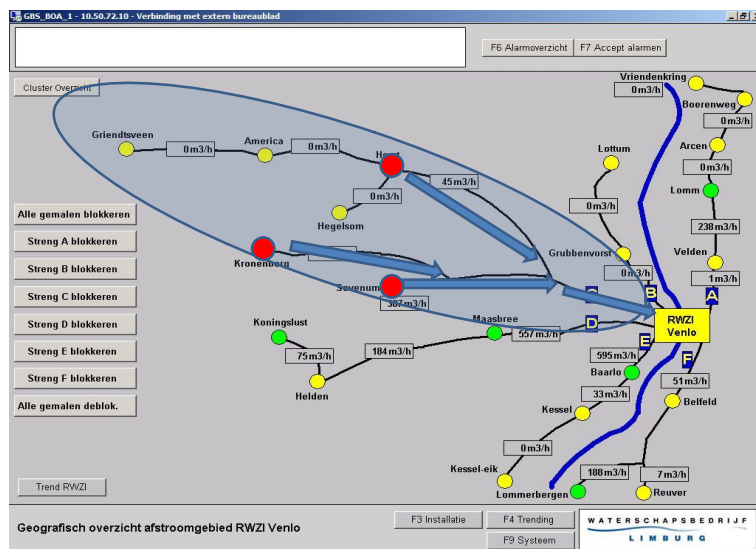 GBS_BOA_1 - 10.50.72.10 - Verbinding met extern bureaublad
F6 Alarmoverzicht
F7 Accept alarmen
Cluster Overzicht
Vriendenkring
0m3/h
Boerenweg
0m3/h
Griendtsveen
0m3/h
America
0m3/h
Horst
45m3/h
Lottum
Arcen
Lomm
0m3/h
Hegelsom
0m3/h
238m3/h
Alle gemalen blokkeren
Streng A blokkeren
Streng B blokkeren
Streng C blokkeren
Streng D blokkeren
Streng E blokkeren
Streng F blokkeren
Alle gemalen deblok.
Kronenberg
Grubbenvorst
Velden
0m3/h
1m3/h
Sevenum
387m3/h
B
A
RWZI
Venlo
Koningslust
Maasbree
D
557m3/h
E
F
75m3/h
184m3/h
595m3/h
Baarlo
Helden
33m3/h
51m3/h
Kessel
Belfeld
0m3/h
Kessel-eik
188m3/h
7m3/h
Lommerbergen
Reuver
Trend RWZI
Geografisch overzicht afstroomgebied RWZI Venlo
F3 Installatie
F4 Trending
F9 Systeem
WATERSCHAPSBEDRIJF
LIMBURG